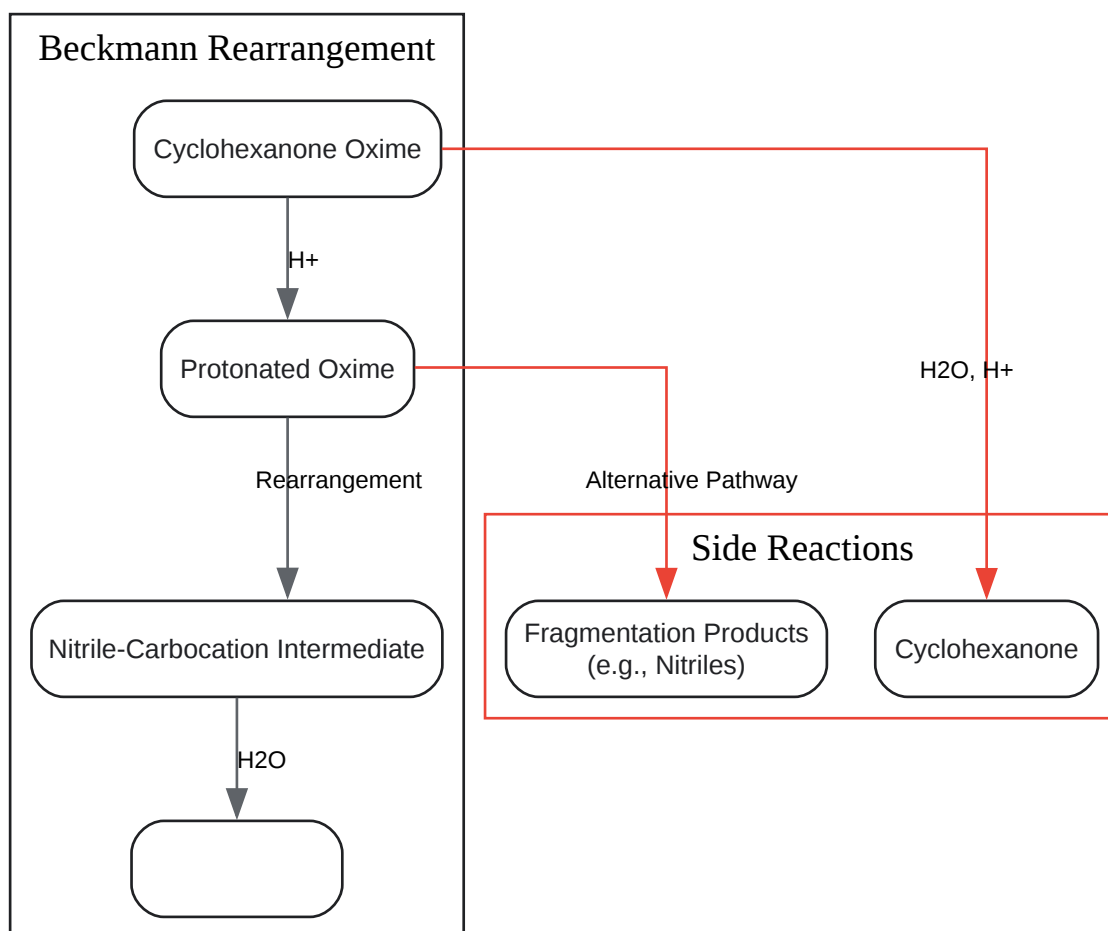 Beckmann Rearrangement
Cyclohexanone Oxime
H+
Protonated Oxime
H2O, H+
Rearrangement
Alternative Pathway
Side Reactions
Nitrile-Carbocation Intermediate
Fragmentation Products
(e.g., Nitriles)
Cyclohexanone
H2O